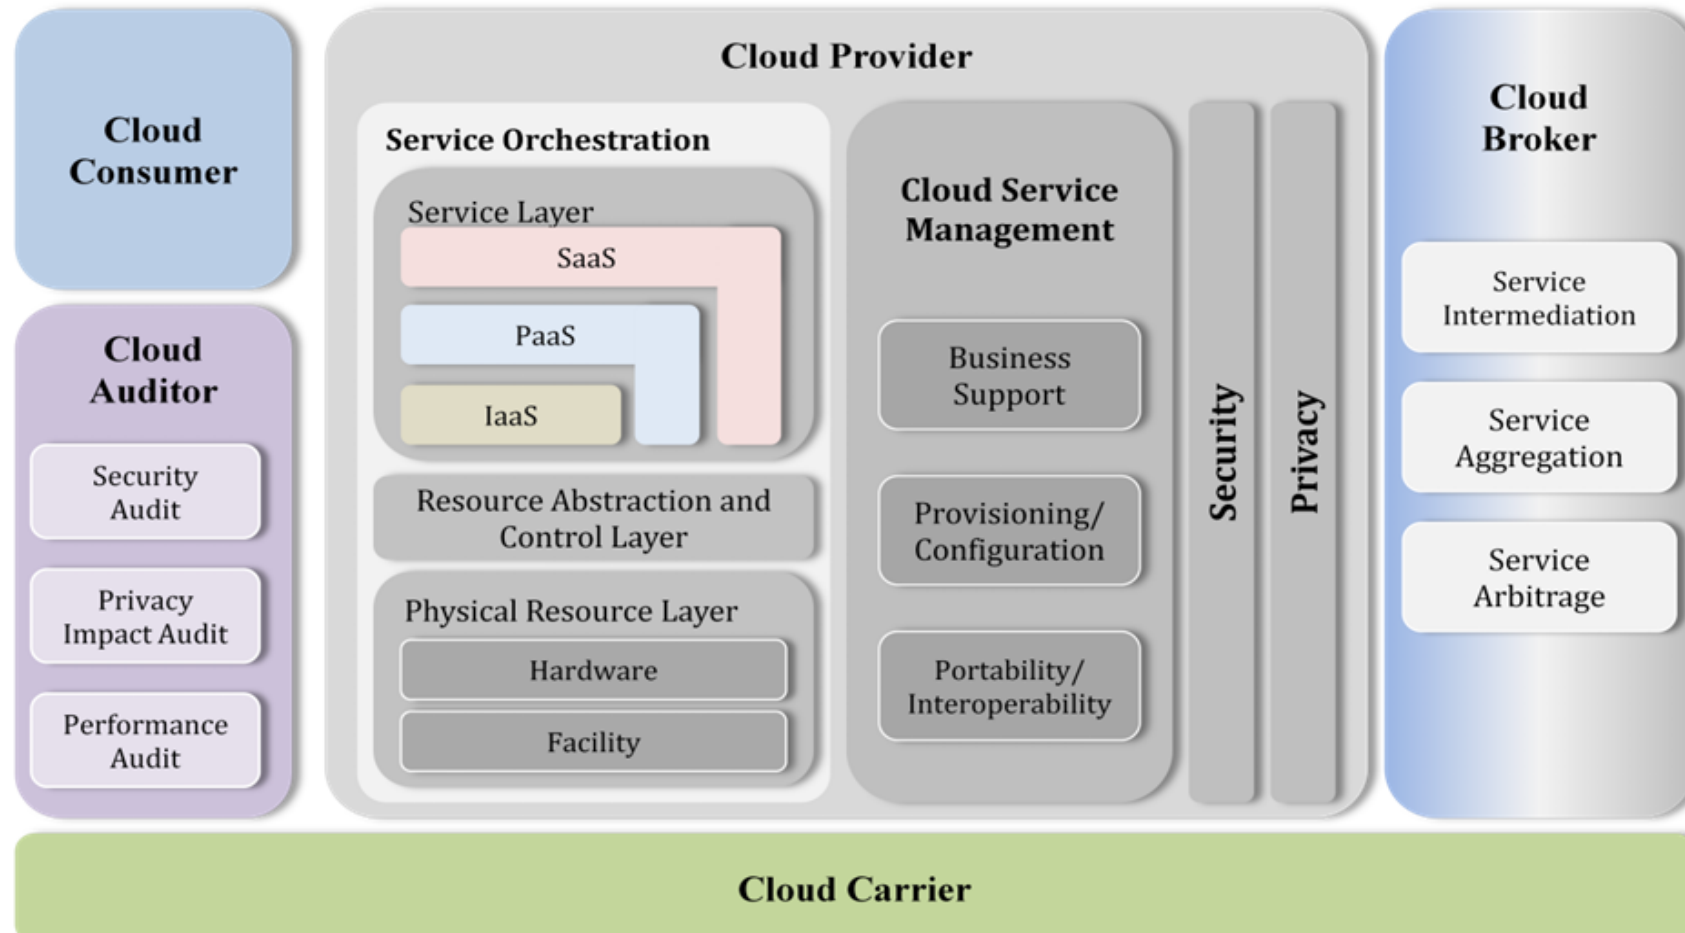 Cloud
Consumer
Cloud
Auditor
Security
Audit
Privacy
Impact Audit
Performance
Audit
Cloud Provider
Service Orchestration
Service Layer
SaaS
PaaS
IaaS
Resource Abstraction and
Control Layer
Physical Resource Layer
Hardware
Facility
Cloud Service
Management
Business
Support
Provisioning/
Configuration
Portability/
Interoperability
Security
Privacy
Cloud
Broker
Service
Intermediation
Service
Aggregation
Service
Arbitrage
Cloud Carrier